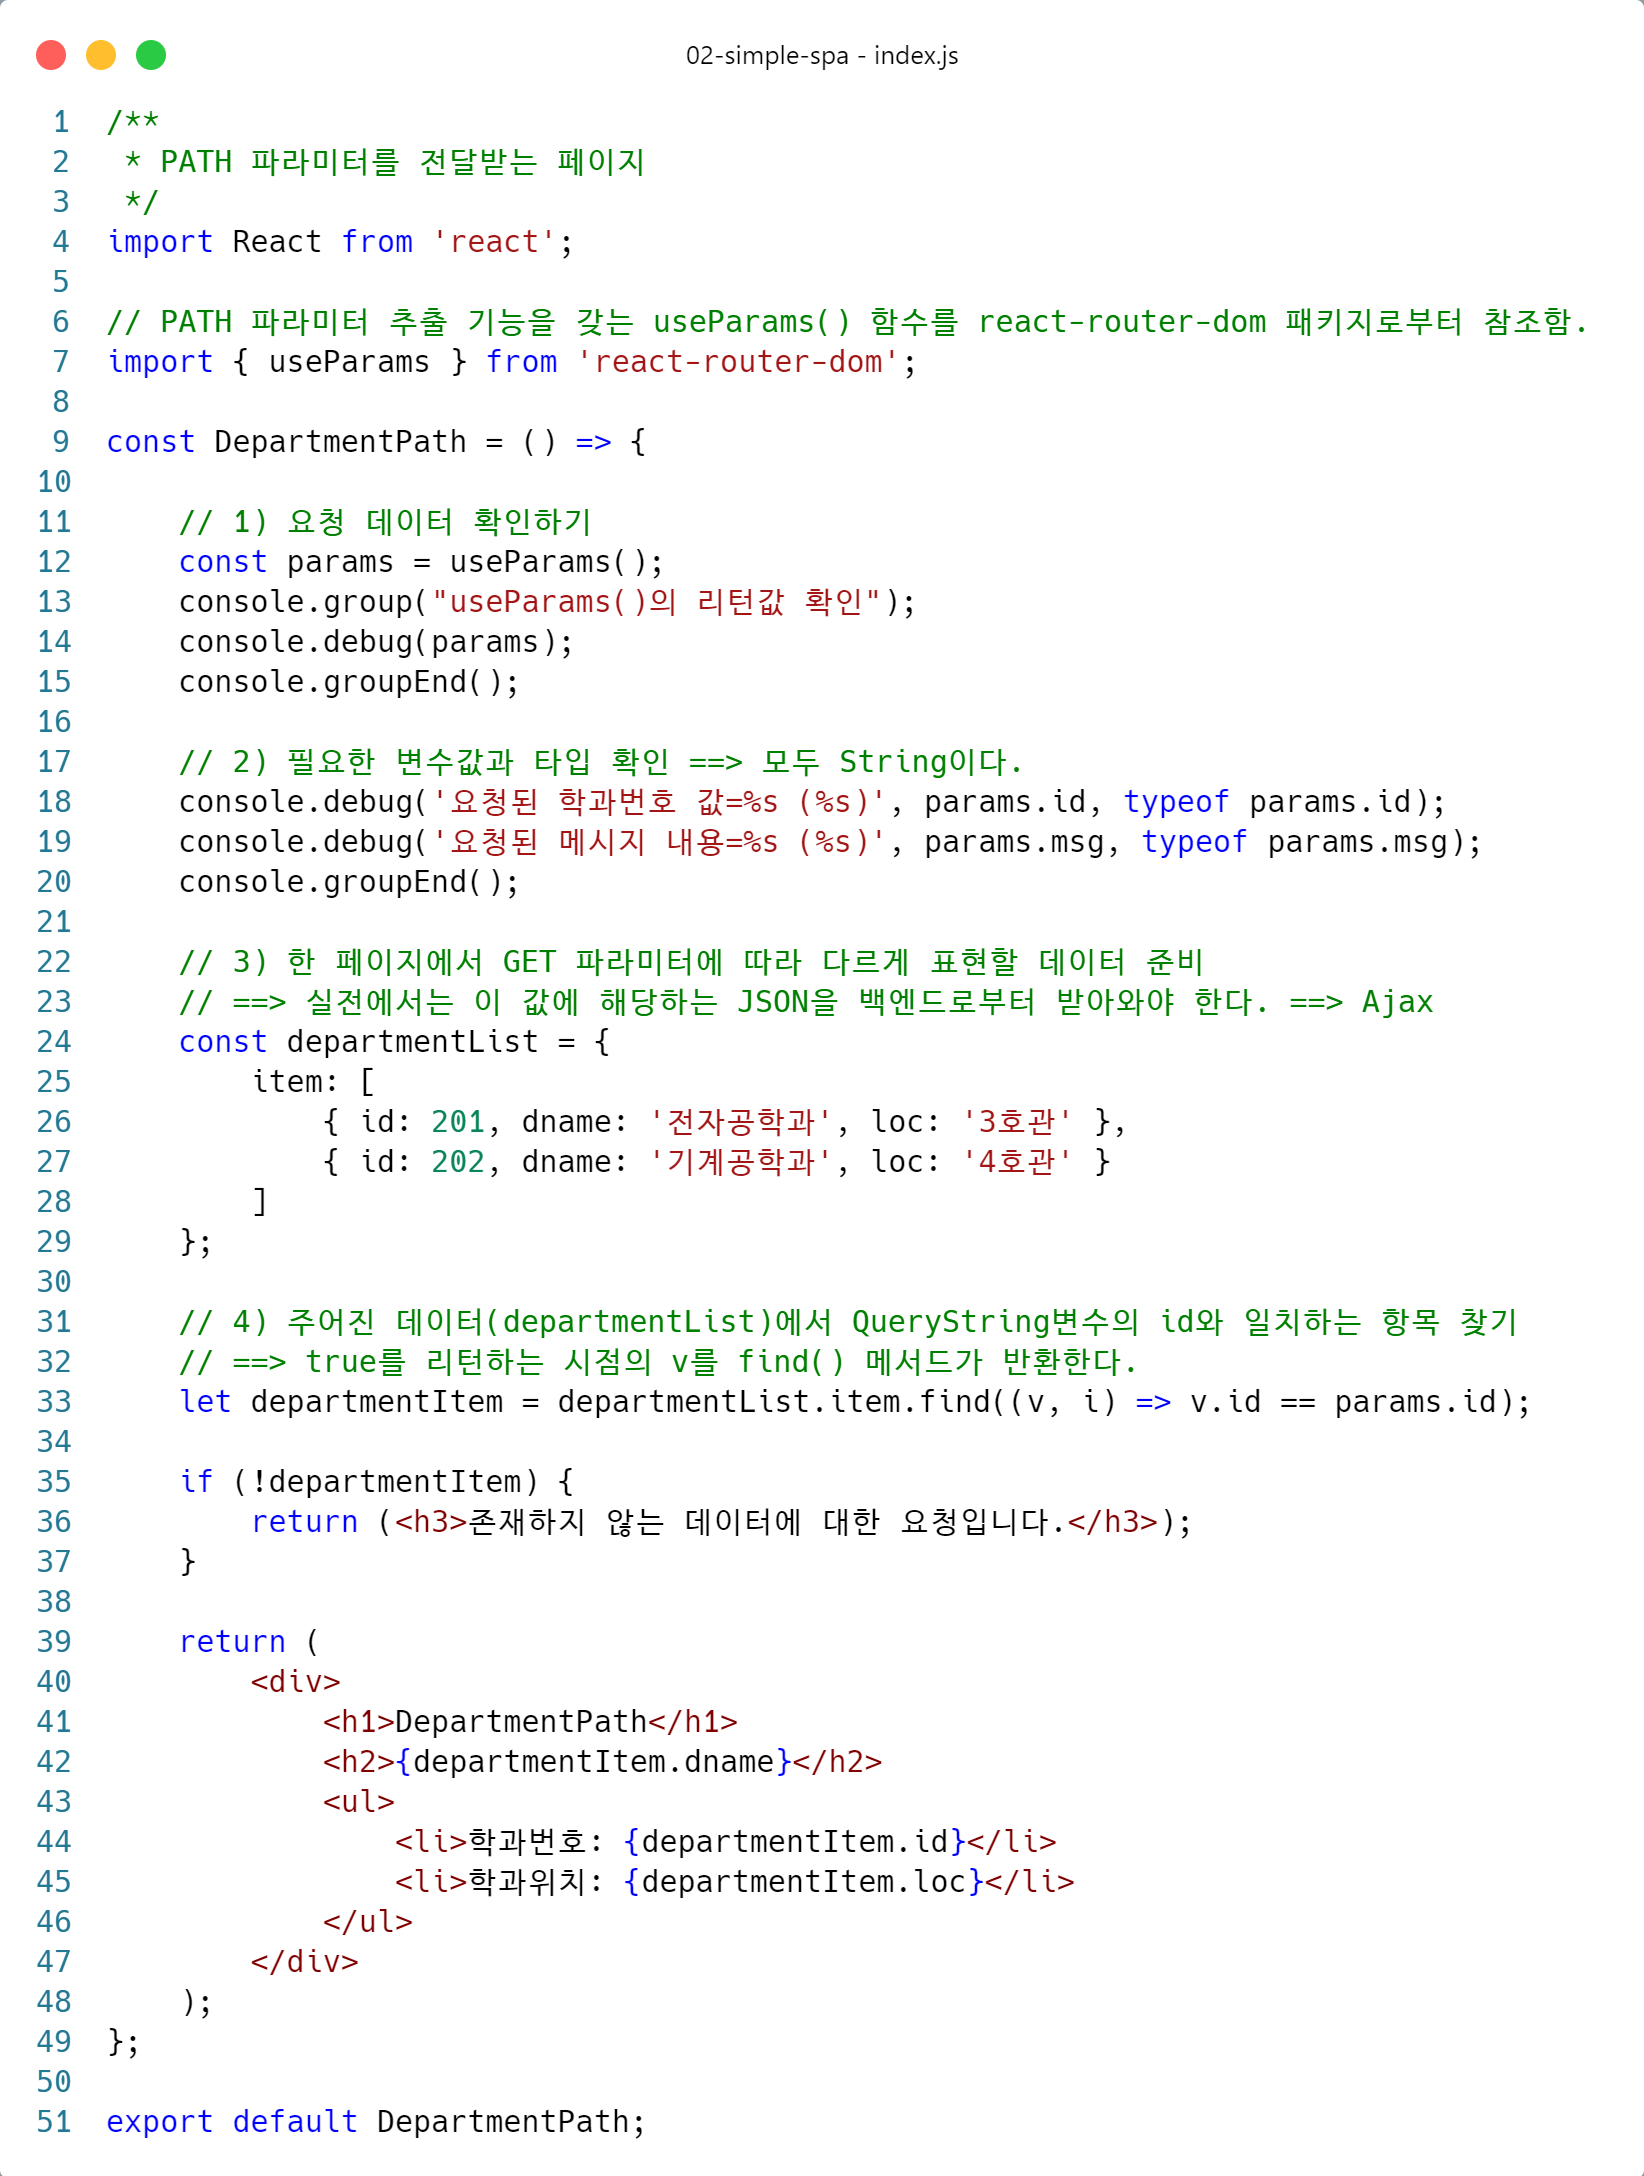 02-simple-spa - index.js
1 /**
2  * PATH 파라미터를 전달받는 페이지
3  */
4 import React from 'react';
5
6 // PATH 파라미터 추출 기능을 갖는 useParams() 함수를 react-router-dom 패키지로부터 참조함.
7 import { useParams } from 'react-router-dom';
8
9 const DepartmentPath = () => {
10
11     // 1) 요청 데이터 확인하기
12     const params = useParams();
13     console.group("useParams()의 리턴값 확인");
14     console.debug(params);
15     console.groupEnd();
16
17     // 2) 필요한 변수값과 타입 확인 ==> 모두 String이다.
18     console.debug('요청된 학과번호 값=%s (%s)', params.id, typeof params.id);
19     console.debug('요청된 메시지 내용=%s (%s)', params.msg, typeof params.msg);
20     console.groupEnd();
21
22     // 3) 한 페이지에서 GET 파라미터에 따라 다르게 표현할 데이터 준비
23     // ==> 실전에서는 이 값에 해당하는 JSON을 백엔드로부터 받아와야 한다. ==> Ajax
24     const departmentList = {
25         item: [
26             { id: 201, dname: '전자공학과', loc: '3호관' },
27             { id: 202, dname: '기계공학과', loc: '4호관' }
28         ]
29     };
30
31     // 4) 주어진 데이터(departmentList)에서 QueryString변수의 id와 일치하는 항목 찾기
32     // ==> true를 리턴하는 시점의 v를 find() 메서드가 반환한다.
33     let departmentItem = departmentList.item.find((v, i) => v.id == params.id);
34
35     if (!departmentItem) {
36         return (<h3>존재하지 않는 데이터에 대한 요청입니다.</h3>);
37     }
38
39     return (
40         <div>
41             <h1>DepartmentPath</h1>
42             <h2>{departmentItem.dname}</h2>
43             <ul>
44                 <li>학과번호: {departmentItem.id}</li>
45                 <li>학과위치: {departmentItem.loc}</li>
46             </ul>
47         </div>
48     );
49 };
50
51 export default DepartmentPath;